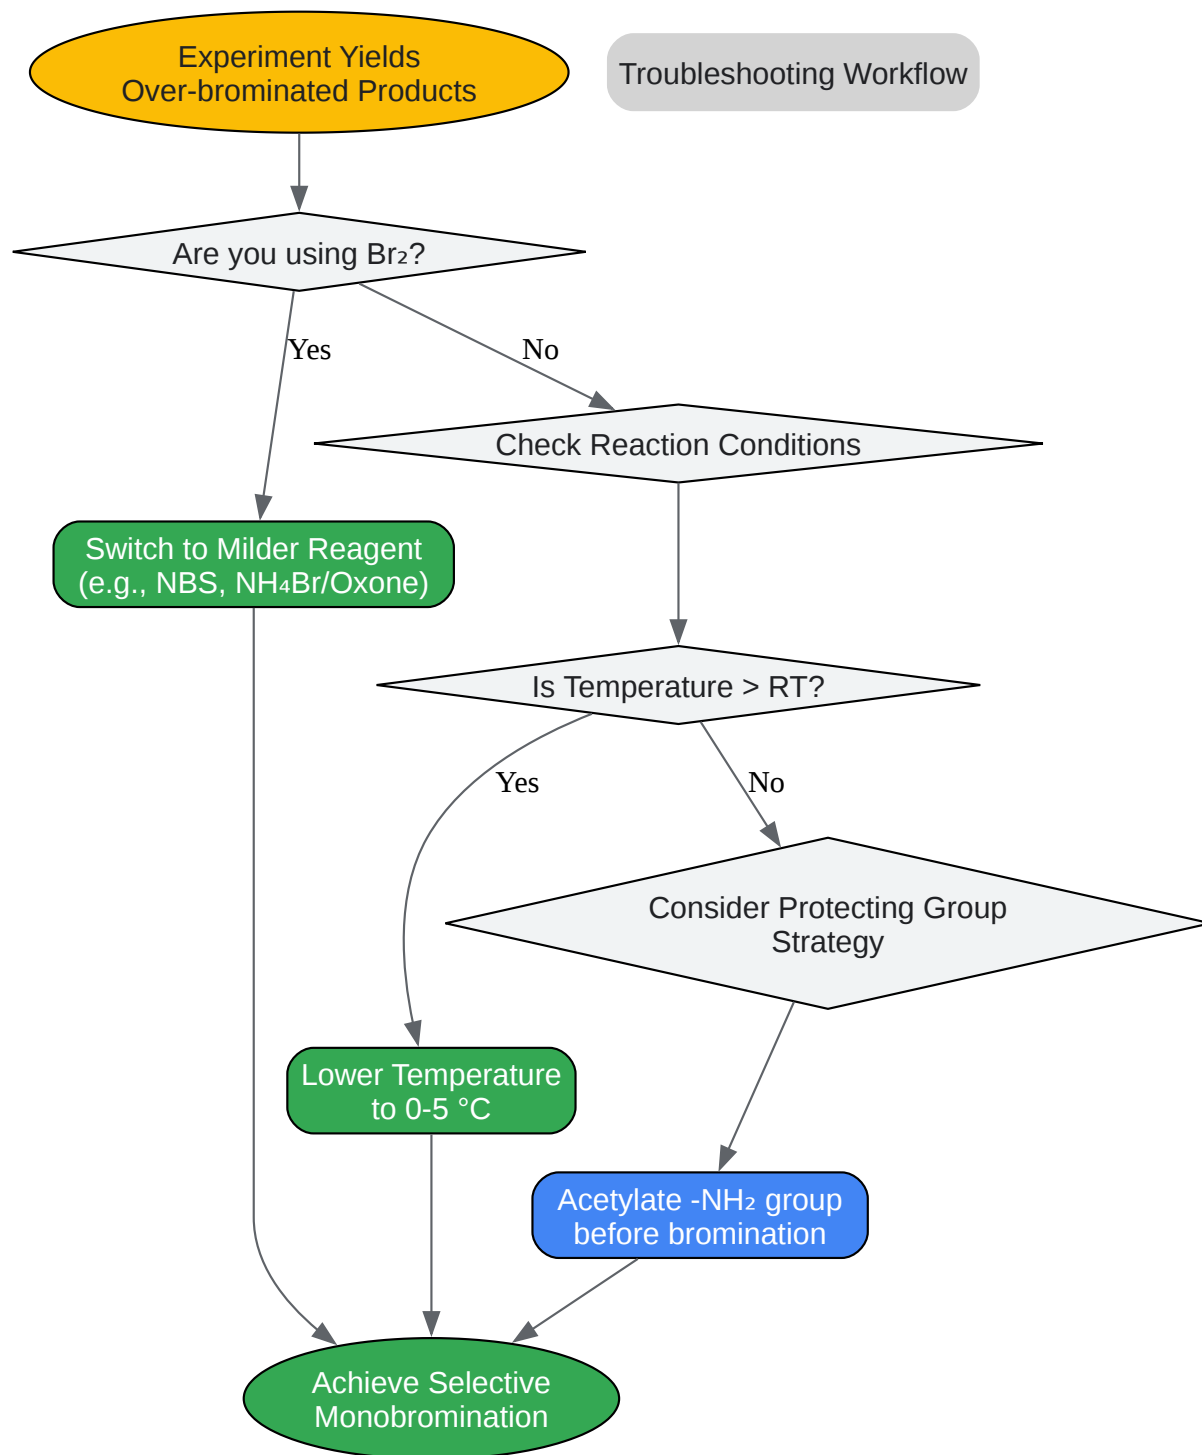 Experiment Yields
Over-brominated Products
Troubleshooting Workflow
Are you using Br₂?
Yes
No
Check Reaction Conditions
Switch to Milder Reagent
(e.g., NBS, NH₄Br/Oxone)
Is Temperature > RT?
Yes
No
Consider Protecting Group
Strategy
Lower Temperature
to 0-5 °C
Acetylate -NH₂ group
before bromination
Achieve Selective
Monobromination